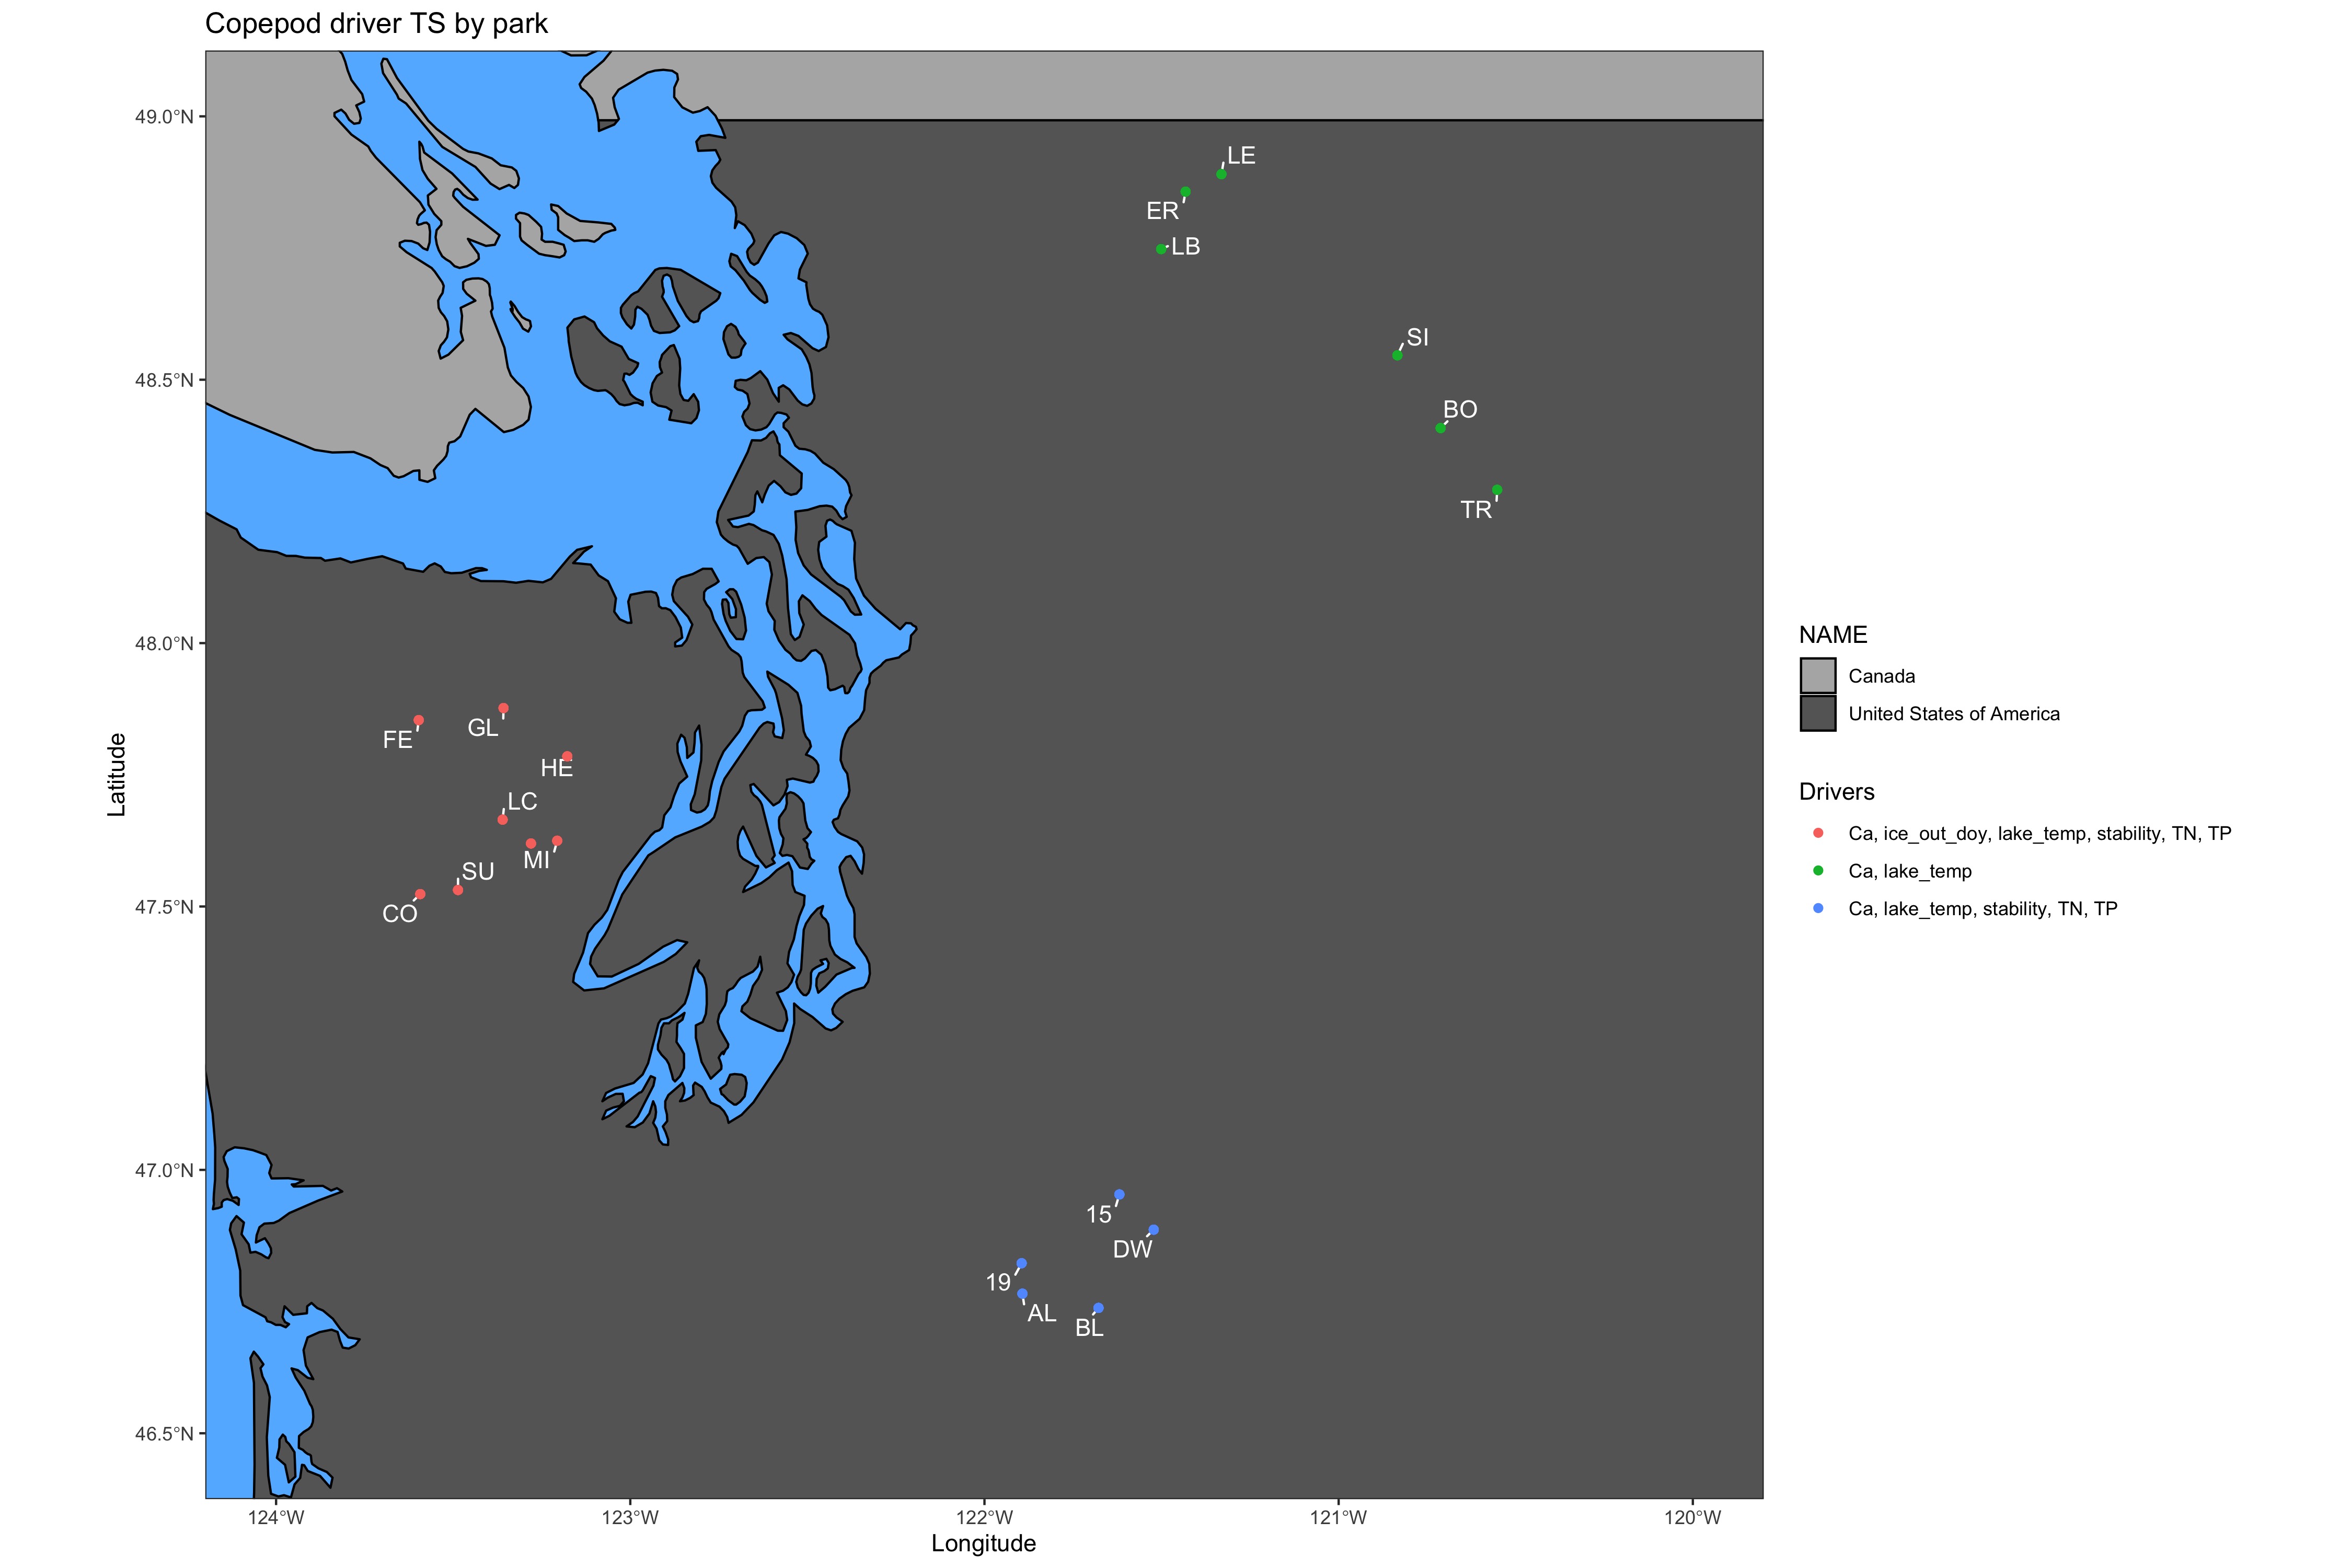 Copepod driver TS by park
49.0°N
48.5°N
48.0°N
47.5°N
47.0°N
46.5°N
Latitude
LE
ER
LB
SI
BO
TR
FE
GL
HE
LC
MI
SU
CO
15
DW
19
AL
BL
124°W
123°W
122°W
121°W
120°W
Longitude
NAME
Canada
United States of America
Drivers
Ca, ice_out_doy, lake_temp, stability, TN, TP
Ca, lake_temp
Ca, lake_temp, stability, TN, TP